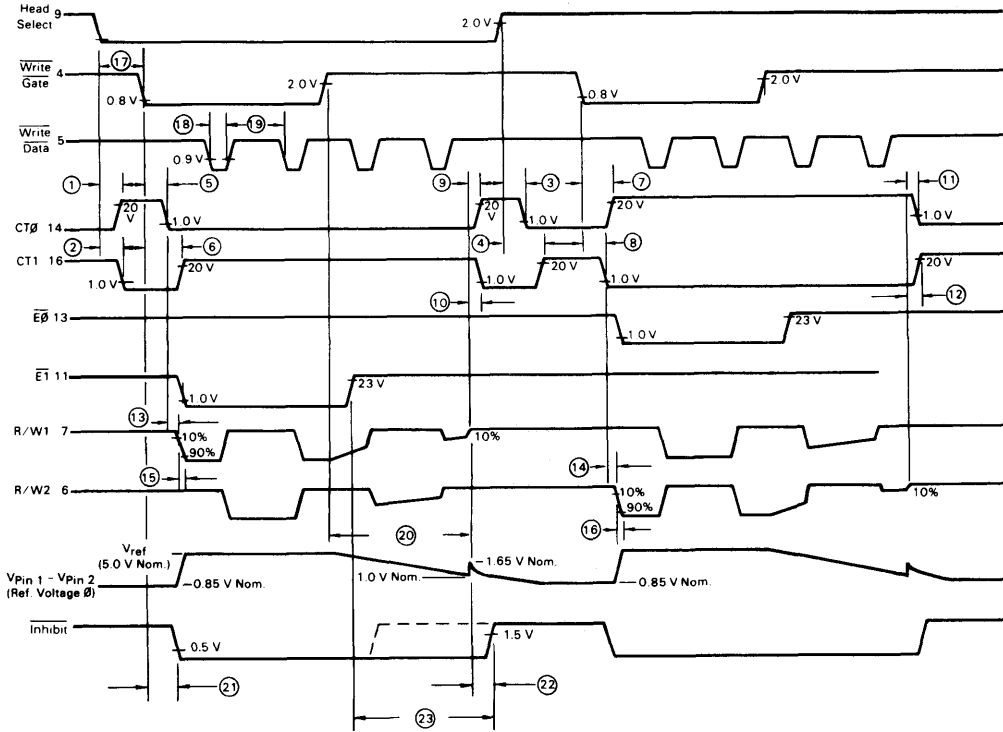 Head Select 9
2.0 V
17
Write Gate 4
0.8 V
2.0 V
0.8 V
2.0 V
18
19
Write Data 5
0.9 V
1
5
9
3
7
11
20 V
1.0 V
20 V
1.0 V
20 V
1.0 V
CTØ 14
2
6
4
8
CT1 16
1.0 V
20 V
1.0 V
20 V
1.0 V
20 V
10
12
EØ 13
1.0 V
23 V
E1 11
1.0 V
23 V
13
R/W1 7
10%
90%
10%
15
14
R/W2 6
10%
90%
10%
16
20
Vref
(5.0 V Nom.)
1.65 V Nom.
1.0 V Nom.
VPin 1 – VPin 2
(Ref. Voltage Ø)
0.85 V Nom.
0.85 V Nom.
Inhibit
0.5 V
1.5 V
21
22
23